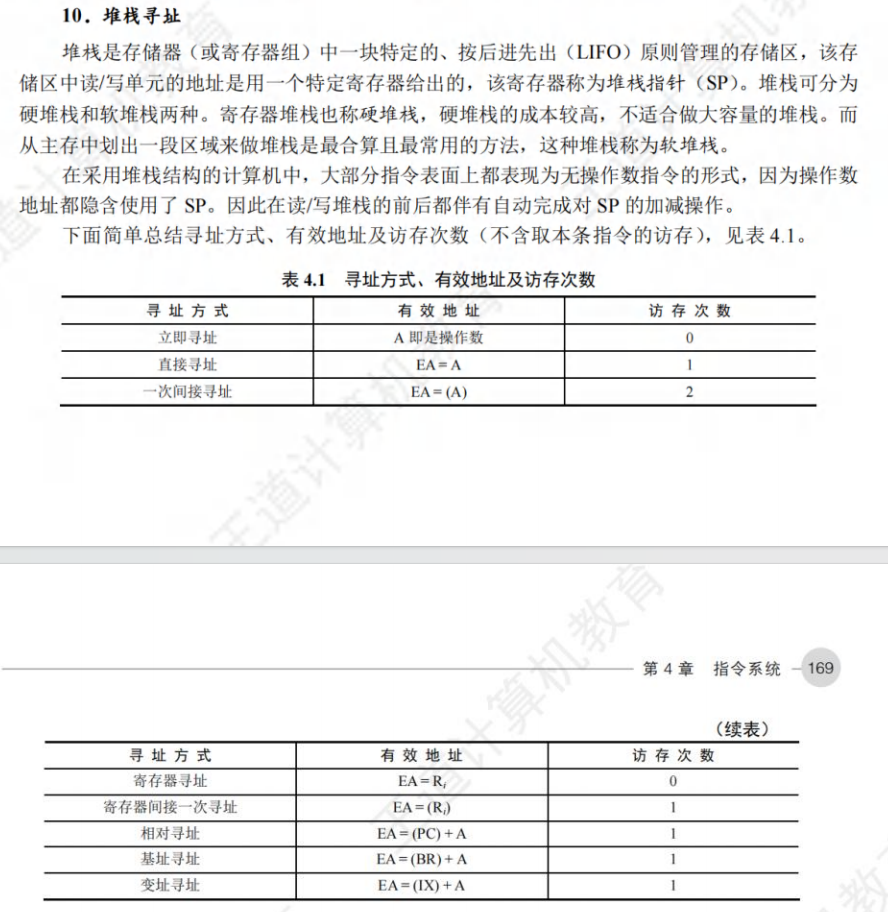 10．堆栈寻址
堆栈是存储器（或寄存器组）中一块特定的、按后进先出（LIFO）原则管理的存储区，该存
储区中读/写单元的地址是用一个特定寄存器给出的，该寄存器称为堆栈指针（SP）。堆栈可分为
硬堆栈和软堆栈两种。寄存器堆栈也称硬堆栈，硬堆栈的成本较高，不适合做大容量的堆栈。而
从主存中划出一段区域来做堆栈是最合算且最常用的方法，这种堆栈称为软堆栈。
在采用堆栈结构的计算机中，大部分指令表面上都表现为无操作数指令的形式，因为操作数
地址都隐含使用了 SP。因此在读/写堆栈的前后都伴有自动完成对 SP 的加减操作。
下面简单总结寻址方式、有效地址及访存次数（不含取本条指令的访存），见表 4.1。
表 4.1　寻址方式、有效地址及访存次数
寻址方式 有效地址 访存次数
立即寻址 A 即是操作数 0
直接寻址 EA = A 1
一次间接寻址 EA = (A) 2
王道计算机教育
第 4 章　指令系统 169
（续表）
寻址方式 有效地址 访存次数
寄存器寻址 EA = Ri 0
寄存器间接一次寻址 EA = (Ri) 1
相对寻址 EA = (PC) + A 1
基址寻址 EA = (BR) + A 1
变址寻址 EA = (IX) + A 1
王道计算机教育